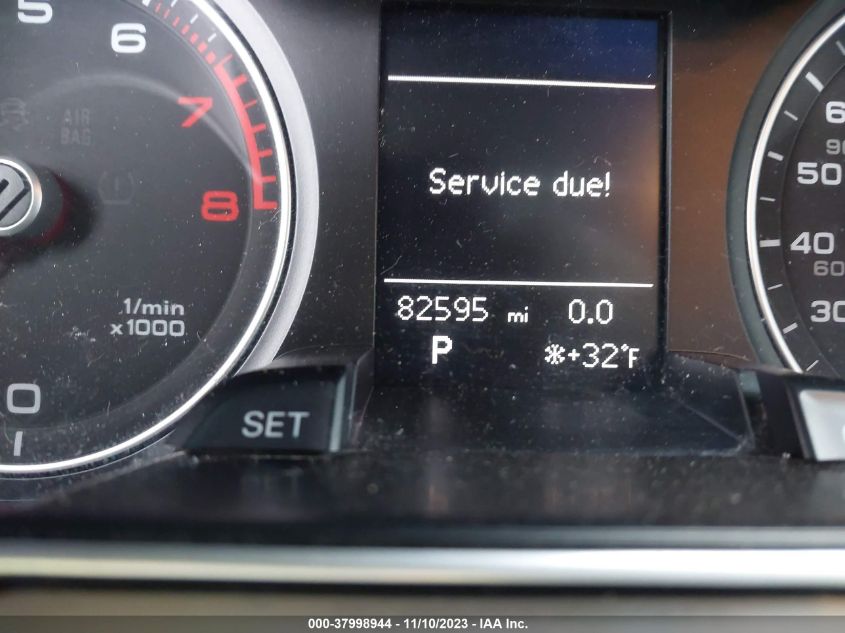 5
6
7
8
AIR
BAG
1/min
x1000
0
SET
Service due!
82595 mi 0.0
P +32°F
50
40
60
30
000-37998944 - 11/10/2023 - IAA Inc.